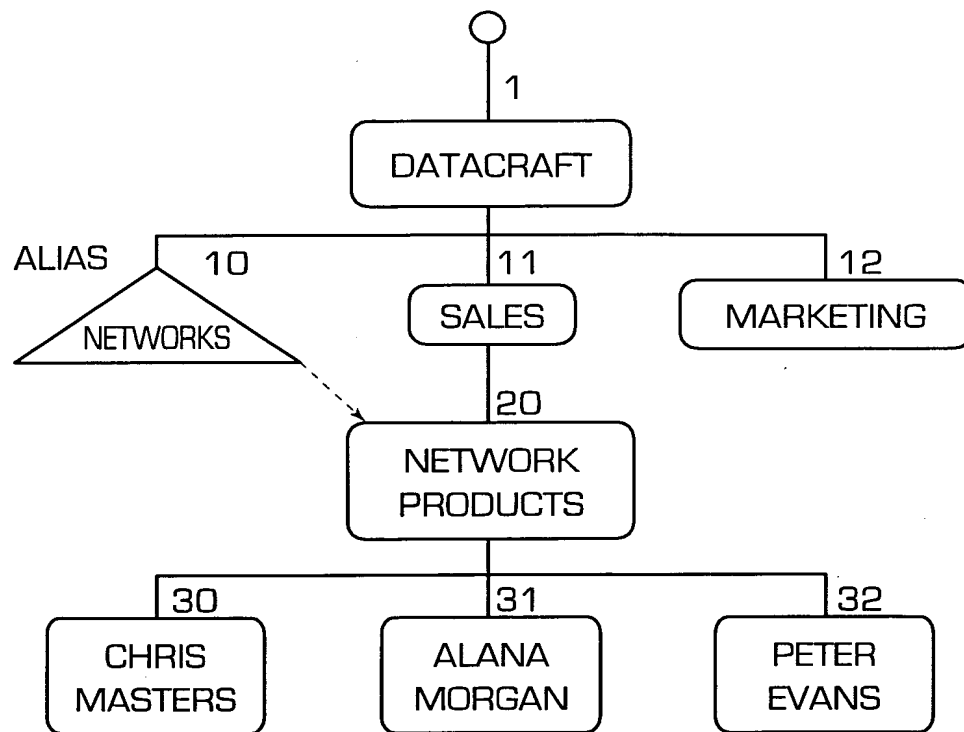 1
DATACRAFT
ALIAS
10
11
12
NETWORKS
SALES
MARKETING
20
NETWORK
PRODUCTS
30
31
32
CHRIS
MASTERS
ALANA
MORGAN
PETER
EVANS